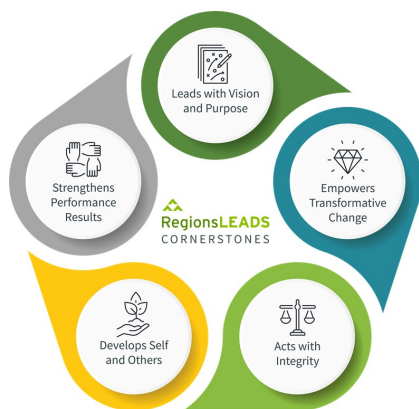 Leads with Vision
and Purpose
Empowers
Transformative
Change
Acts with
Integrity
Develops Self
and Others
Strengthens
Performance
Results
RegionsLEADS
CORNERSTONES